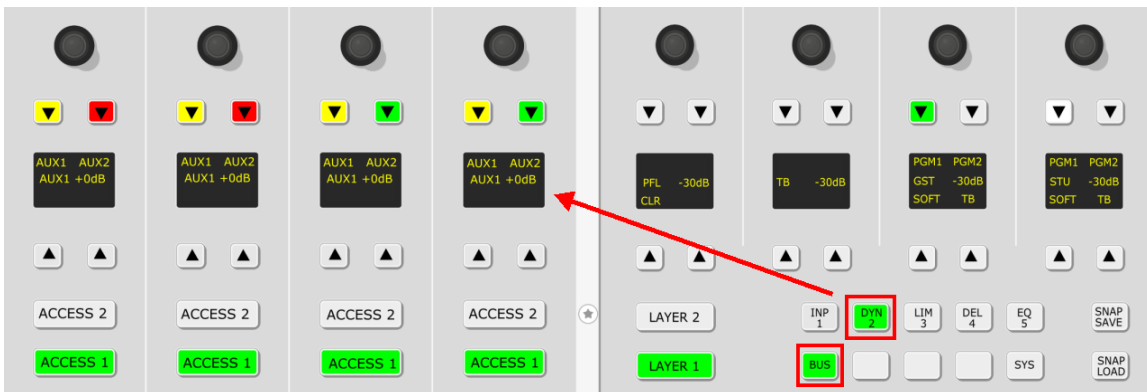 AUX1 AUX2
AUX1 +0dB
AUX1 AUX2
AUX1 +0dB
AUX1 AUX2
AUX1 +0dB
AUX1 AUX2
AUX1 +0dB
PFL -30dB
CLR
TB -30dB
PGM1 PGM2
GST -30dB
SOFT TB
PGM1 PGM2
STU -30dB
SOFT TB
ACCESS 2
ACCESS 2
ACCESS 2
ACCESS 2
LAYER 2
INP
1
DYN
2
LIM
3
DEL
4
EQ
5
SNAP
SAVE
ACCESS 1
ACCESS 1
ACCESS 1
ACCESS 1
LAYER 1
BUS
SYS
SNAP
LOAD